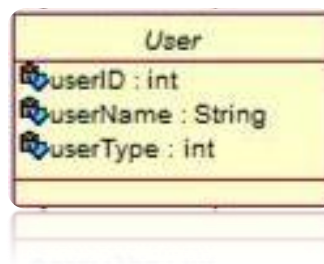 User
userID : int
userName : String
userType : int